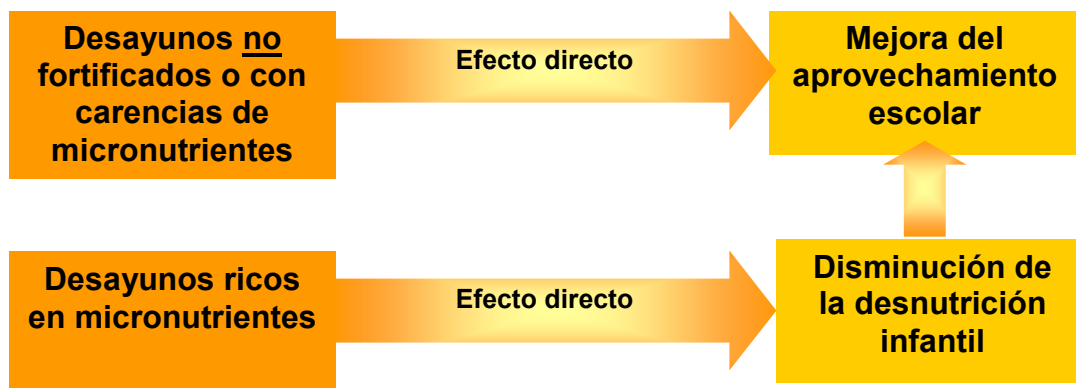 Desayunos no
fortificados o con
carencias de
micronutrientes
Efecto directo
Mejora del
aprovechamiento
escolar
Desayunos ricos
en micronutrientes
Efecto directo
Disminución de
la desnutrición
infantil